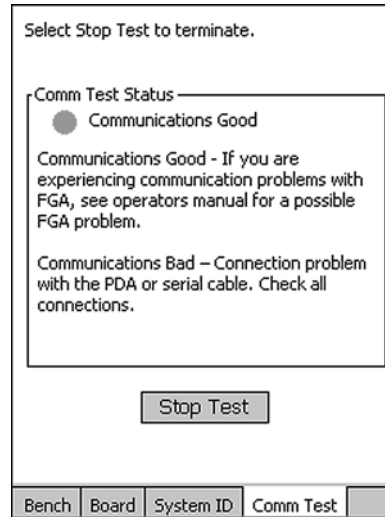 Select Stop Test to terminate.
Comm Test Status
Communications Good
Communications Good - If you are
experiencing communication problems with
FGA, see operators manual for a possible
FGA problem.
Communications Bad – Connection problem
with the PDA or serial cable. Check all
connections.
Stop Test
Bench Board System ID Comm Test